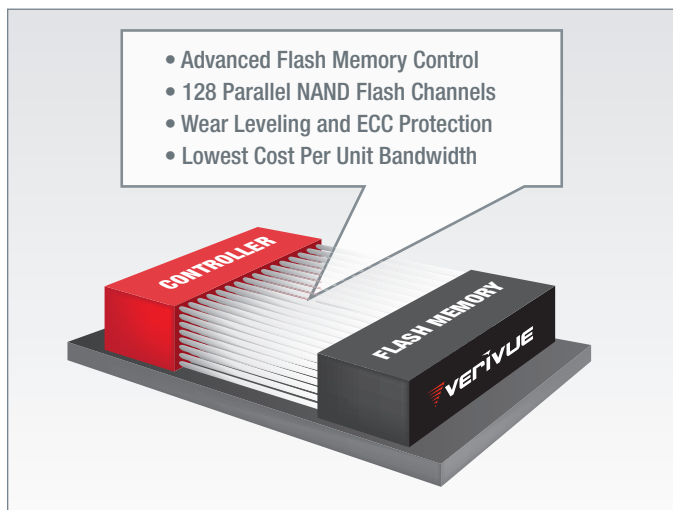 • Advanced Flash Memory Control
• 128 Parallel NAND Flash Channels
• Wear Leveling and ECC Protection
• Lowest Cost Per Unit Bandwidth
CONTROLLER
FLASH MEMORY
VERIVUE